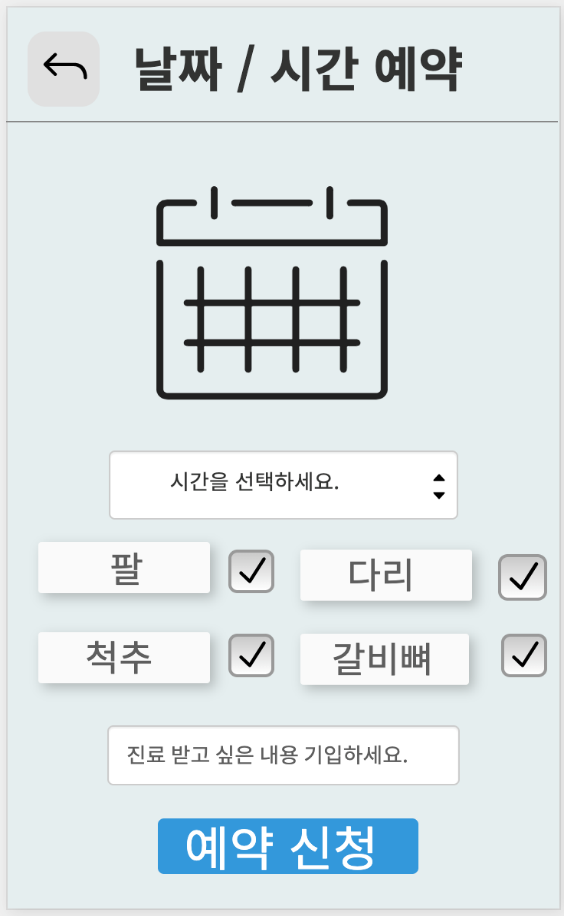 날짜 / 시간 예약
시간을 선택하세요.
팔
다리
척추
갈비뼈
진료 받고 싶은 내용 기입하세요.
예약 신청